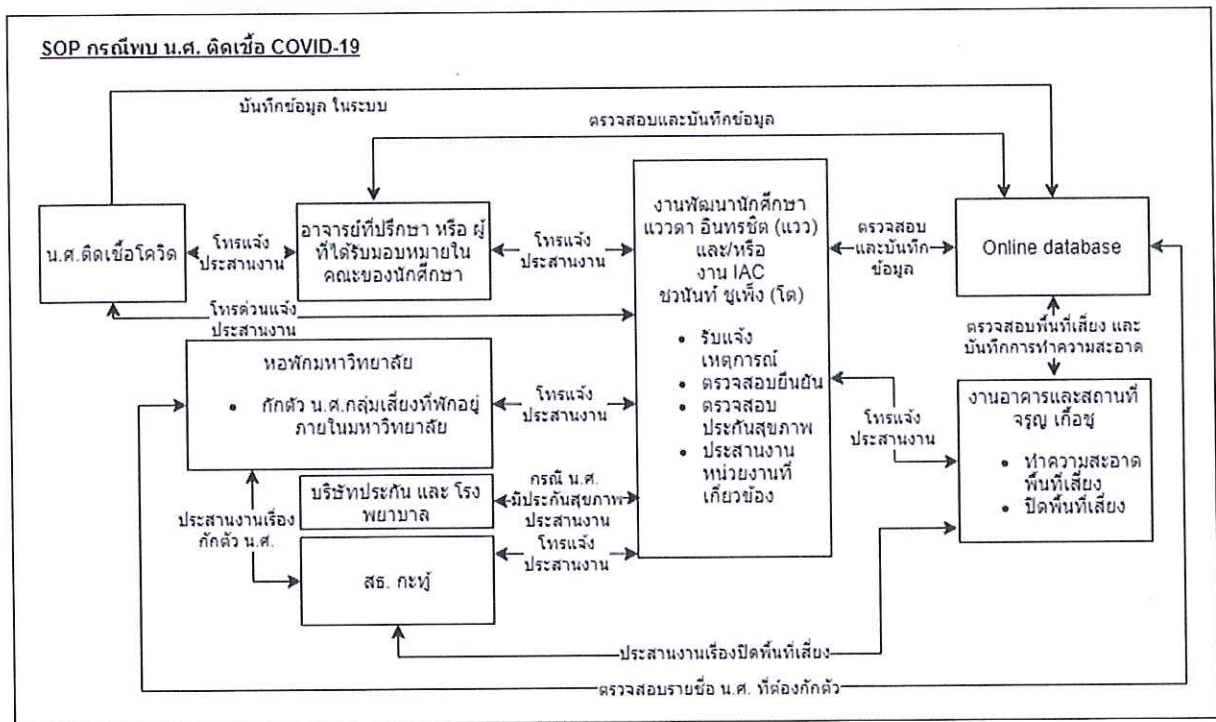 SOP กรณีพบ น.ศ. ติดเชื้อ COVID-19
บันทึกข้อมูล ในระบบ
ตรวจสอบและบันทึกข้อมูล
น.ศ.ติดเชื้อโควิด
โทรแจ้ง
ประสานงาน
อาจารย์ที่ปรึกษา หรือ ผู้
ที่ได้รับมอบหมายใน
คณะของนักศึกษา
โทรแจ้ง
ประสานงาน
งานพัฒนานักศึกษา
แววดา อินทรชิต (แวว)
และ/หรือ
งาน IAC
ชวนันท์ ชูเพ็ง (โต)
• รับแจ้ง
เหตุการณ์
• ตรวจสอบยืนยัน
• ตรวจสอบ
ประกันสุขภาพ
• ประสานงาน
หน่วยงานที่
เกี่ยวข้อง
ตรวจสอบ
และบันทึก
ข้อมูล
Online database
โทรด่วนแจ้ง
ประสานงาน
ตรวจสอบพื้นที่เสี่ยง และ
บันทึกการทำความสะอาด
หอพักมหาวิทยาลัย
• กักตัว น.ศ.กลุ่มเสี่ยงที่พักอยู่
ภายในมหาวิทยาลัย
โทรแจ้ง
ประสานงาน
โทรแจ้ง
ประสานงาน
งานอาคารและสถานที่
จรูญ เกื้อชู
• ทำความสะอาด
พื้นที่เสี่ยง
• ปิดพื้นที่เสี่ยง
บริษัทประกัน และ โรง
พยาบาล
กรณี น.ศ.
มีประกันสุขภาพ
ประสานงาน
ประสานงานเรื่อง
กักตัว น.ศ.
โทรแจ้ง
ประสานงาน
สธ. กะทู้
ประสานงานเรื่องปิดพื้นที่เสี่ยง
ตรวจสอบรายชื่อ น.ศ. ที่ต้องกักตัว